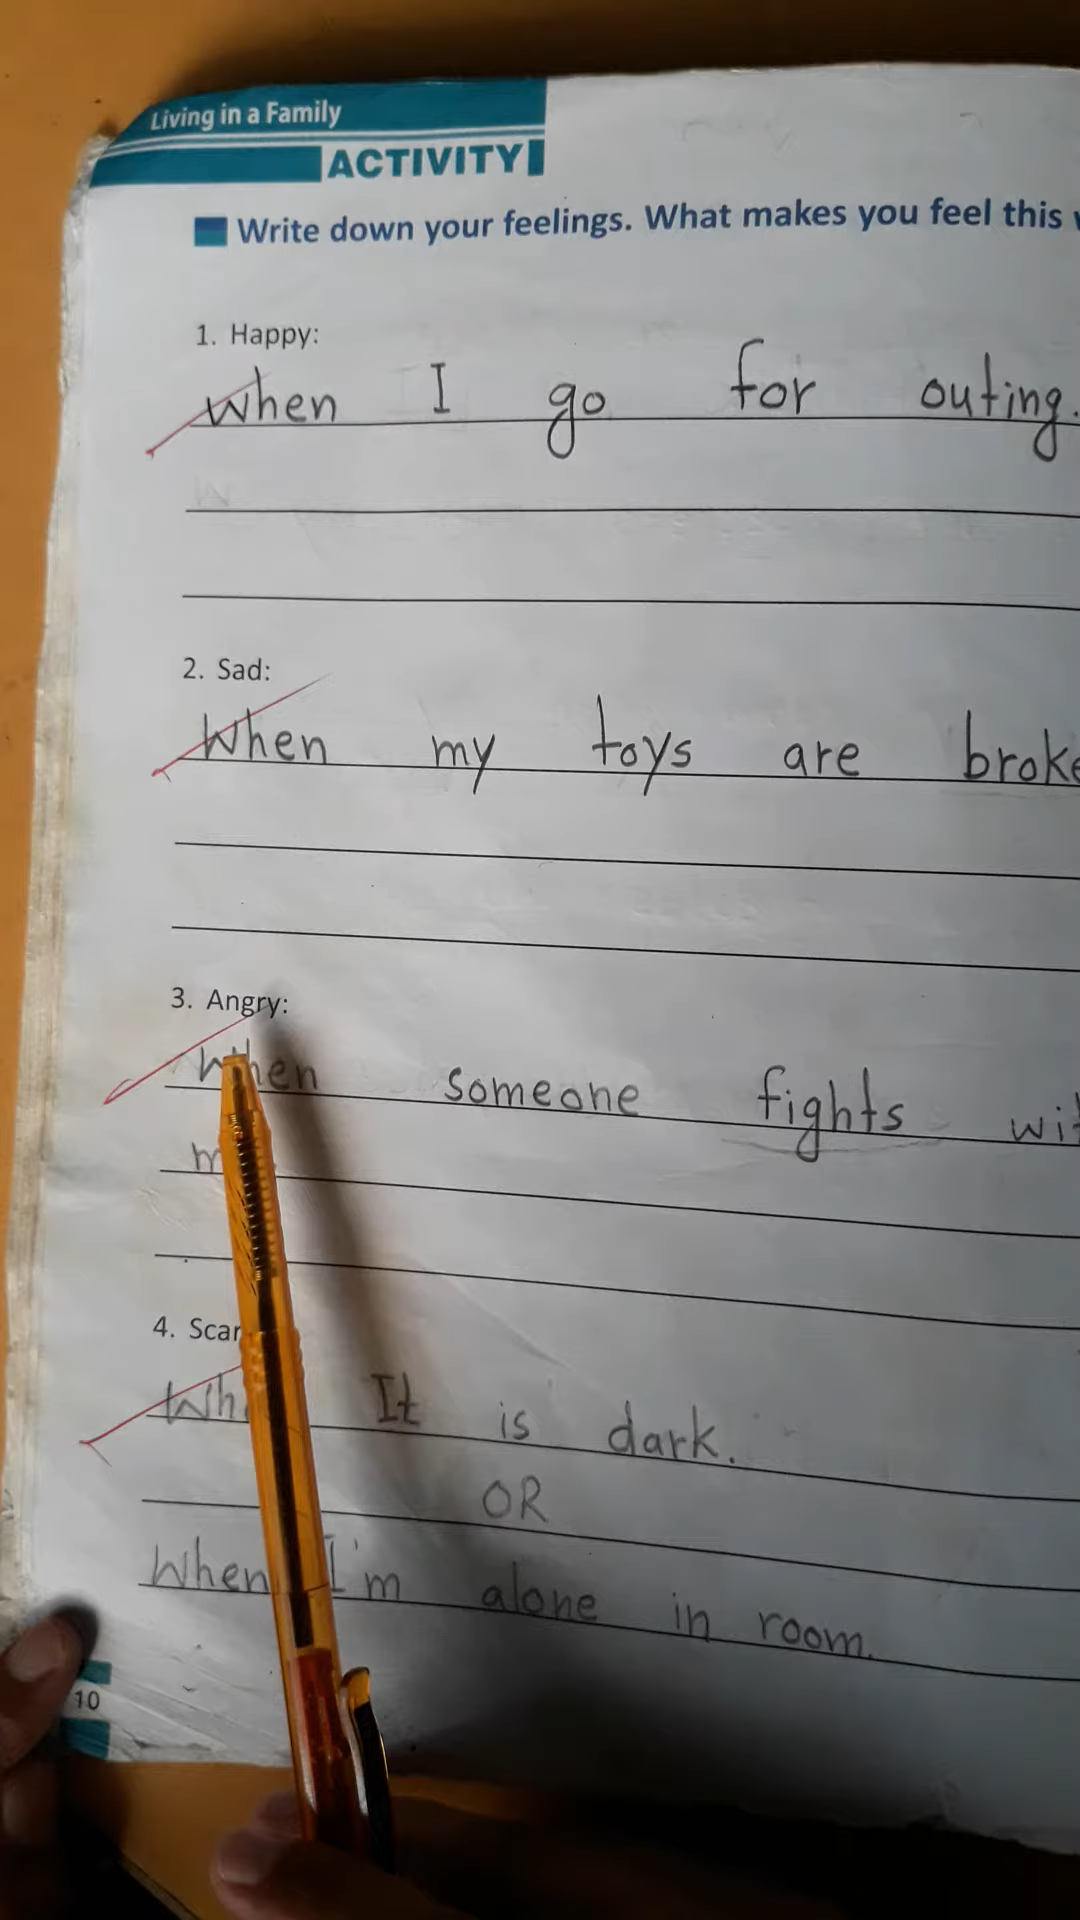 Living in a Family
ACTIVITY
Write down your feelings. What makes you feel this
1. Happy:
When I go for outing.
2. Sad:
When my toys are broke
3. Angry:
When someone fights
4.
It is dark.
OR
When I'm alone in room.
10